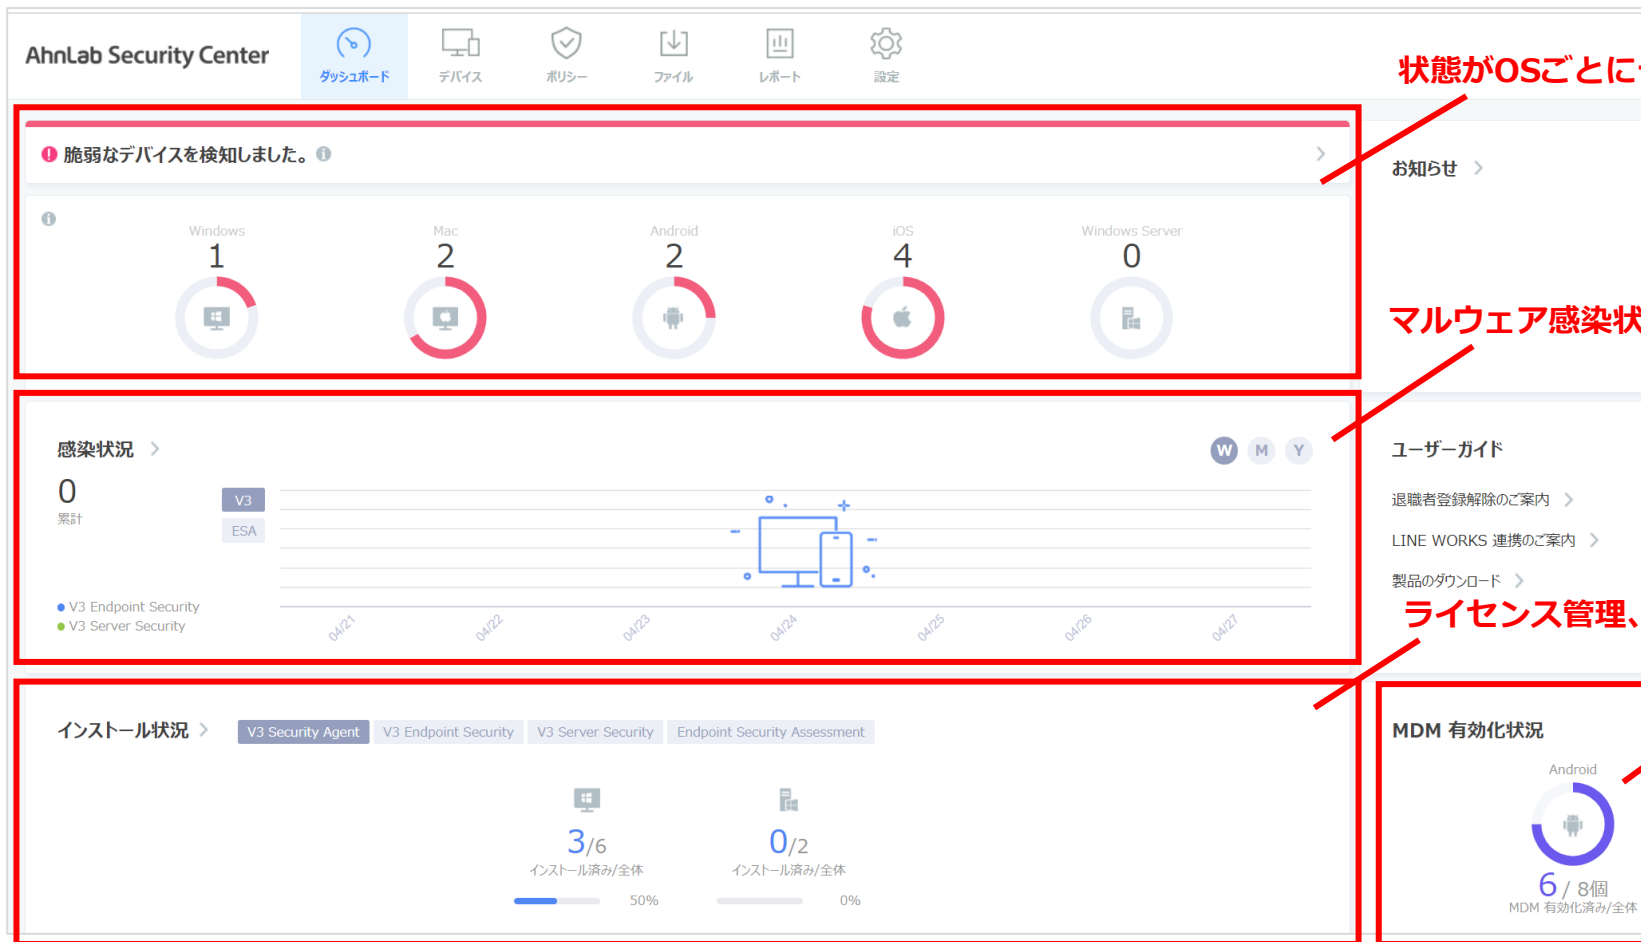 AhnLab Security Center
ダッシュボード
デバイス
ポリシー
ファイル
レポート
設定
状態がOSごとに
脆弱なデバイスを検知しました。
お知らせ
Windows
1
Mac
2
Android
2
iOS
4
Windows Server
0
マルウェア感染状
感染状況
W M Y
0
累計
V3
ESA
V3 Endpoint Security
V3 Server Security
04/21 04/22 04/23 04/24 04/25 04/26 04/27
ユーザーガイド
退職者登録解除のご案内
LINE WORKS 連携のご案内
製品のダウンロード
ライセンス管理、
インストール状況
V3 Security Agent V3 Endpoint Security V3 Server Security Endpoint Security Assessment
3/6
インストール済み/全体
50%
0/2
インストール済み/全体
0%
MDM 有効化状況
Android
6 / 8個
MDM 有効化済み/全体